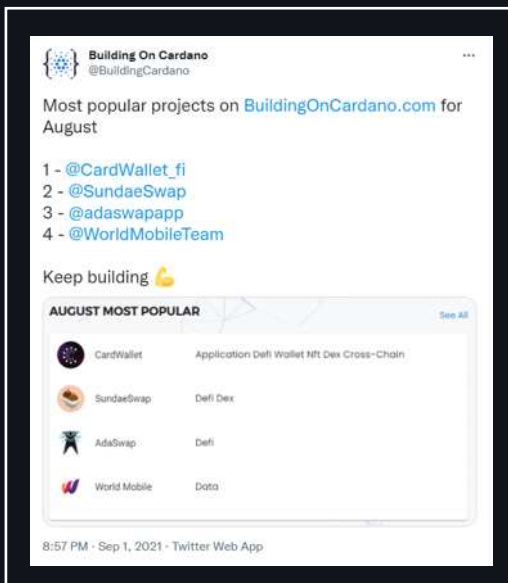 Building On Cardano
@BuildingCardano
Most popular projects on BuildingOnCardano.com for
August
1 - @CardWallet_fi
2 - @SundaeSwap
3 - @adaswapapp
4 - @WorldMobileTeam
Keep building 💪
AUGUST MOST POPULAR See All
CardWallet Application Defi Wallet Nft Dex Cross-Chain
SundaeSwap Defi Dex
AdaSwap Defi
World Mobile Data
8:57 PM · Sep 1, 2021 · Twitter Web App